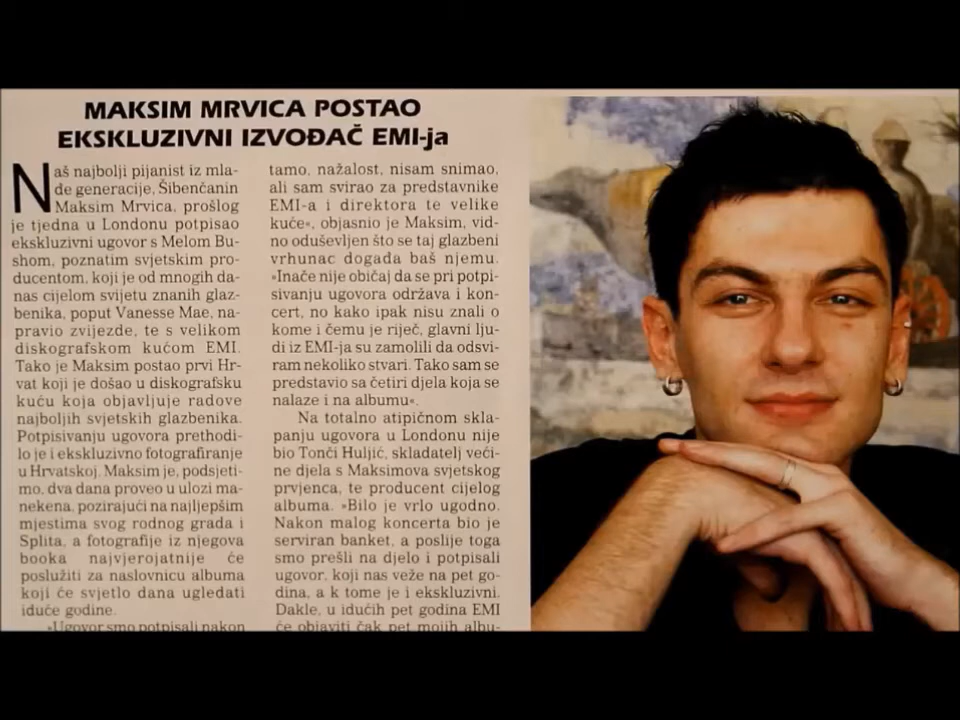 MAKSIM MRVICA POSTAO
EKSKLUZIVNI IZVOĐAČ EMI-ja
Naš najbolji pijanist iz mla-
de generacije, Šibenčanin
Maksim Mrvica, prošlog
je tjedna u Londonu potpisao
ekskluzivni ugovor s Melom Bu-
shom, poznatim svjetskim pro-
ducentom, koji je od mnogih da-
nas cijelom svijetu znanih glaz-
benika, poput Vanesse Mae, na-
pravio zvijezde, te s velikom
diskografskom kućom EMI.
Tako je Maksim postao prvi Hr-
vat koji je došao u diskografsku
kuću koja objavljuje radove
najboljih svjetskih glazbenika.
Potpisivanju ugovora prethodi-
lo je i ekskluzivno fotografiranje
u Hrvatskoj. Maksim je, podsjeti-
mo, dva dana proveo u ulozi ma-
nekena, pozirajući na najljepšim
mjestima svog rodnog grada i
Splita, a fotografije iz njegova
booka najvjerojatnije će
poslužiti za naslovnicu albuma
koji će svjetlo dana ugledati
iduće godine.
»Ugovor smo potpisali nakon
tamo, nažalost, nisam snimao,
ali sam svirao za predstavnike
EMI-a i direktora te velike
kuće«, objasnio je Maksim, vid-
no oduševljen što se taj glazbeni
vrhunac događa baš njemu.
»Inače nije običaj da se pri potpi-
sivanju ugovora održava i kon-
cert, no kako ipak nisu znali o
kome i čemu je riječ, glavni lju-
di iz EMI-ja su zamolili da odsvi-
ram nekoliko stvari. Tako sam se
predstavio sa četiri djela koja se
nalaze i na albumu«.
Na totalno atipičnom skla-
panju ugovora u Londonu nije
bio Tonči Huljić, skladatelj veći-
ne djela s Maksimova svjetskog
prvjenca, te producent cijelog
albuma. »Bilo je vrlo ugodno.
Nakon malog koncerta bio je
serviran banket, a poslije toga
smo prešli na djelo i potpisali
ugovor, koji nas veže na pet go-
dina, a k tome je i ekskluzivni.
Dakle, u idućih pet godina EMI
će objaviti čak pet mojih albu-